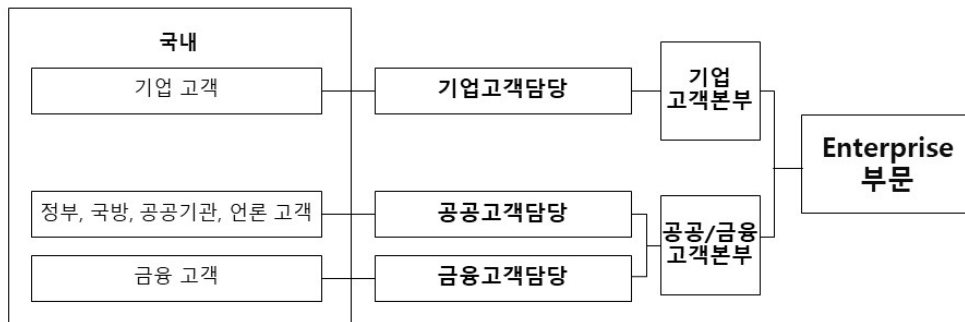 국내
기업 고객
기업고객담당
기업
고객본부
Enterprise
부문
정부, 국방, 공공기관, 언론 고객
공공고객담당
공공/금융
고객본부
금융 고객
금융고객담당